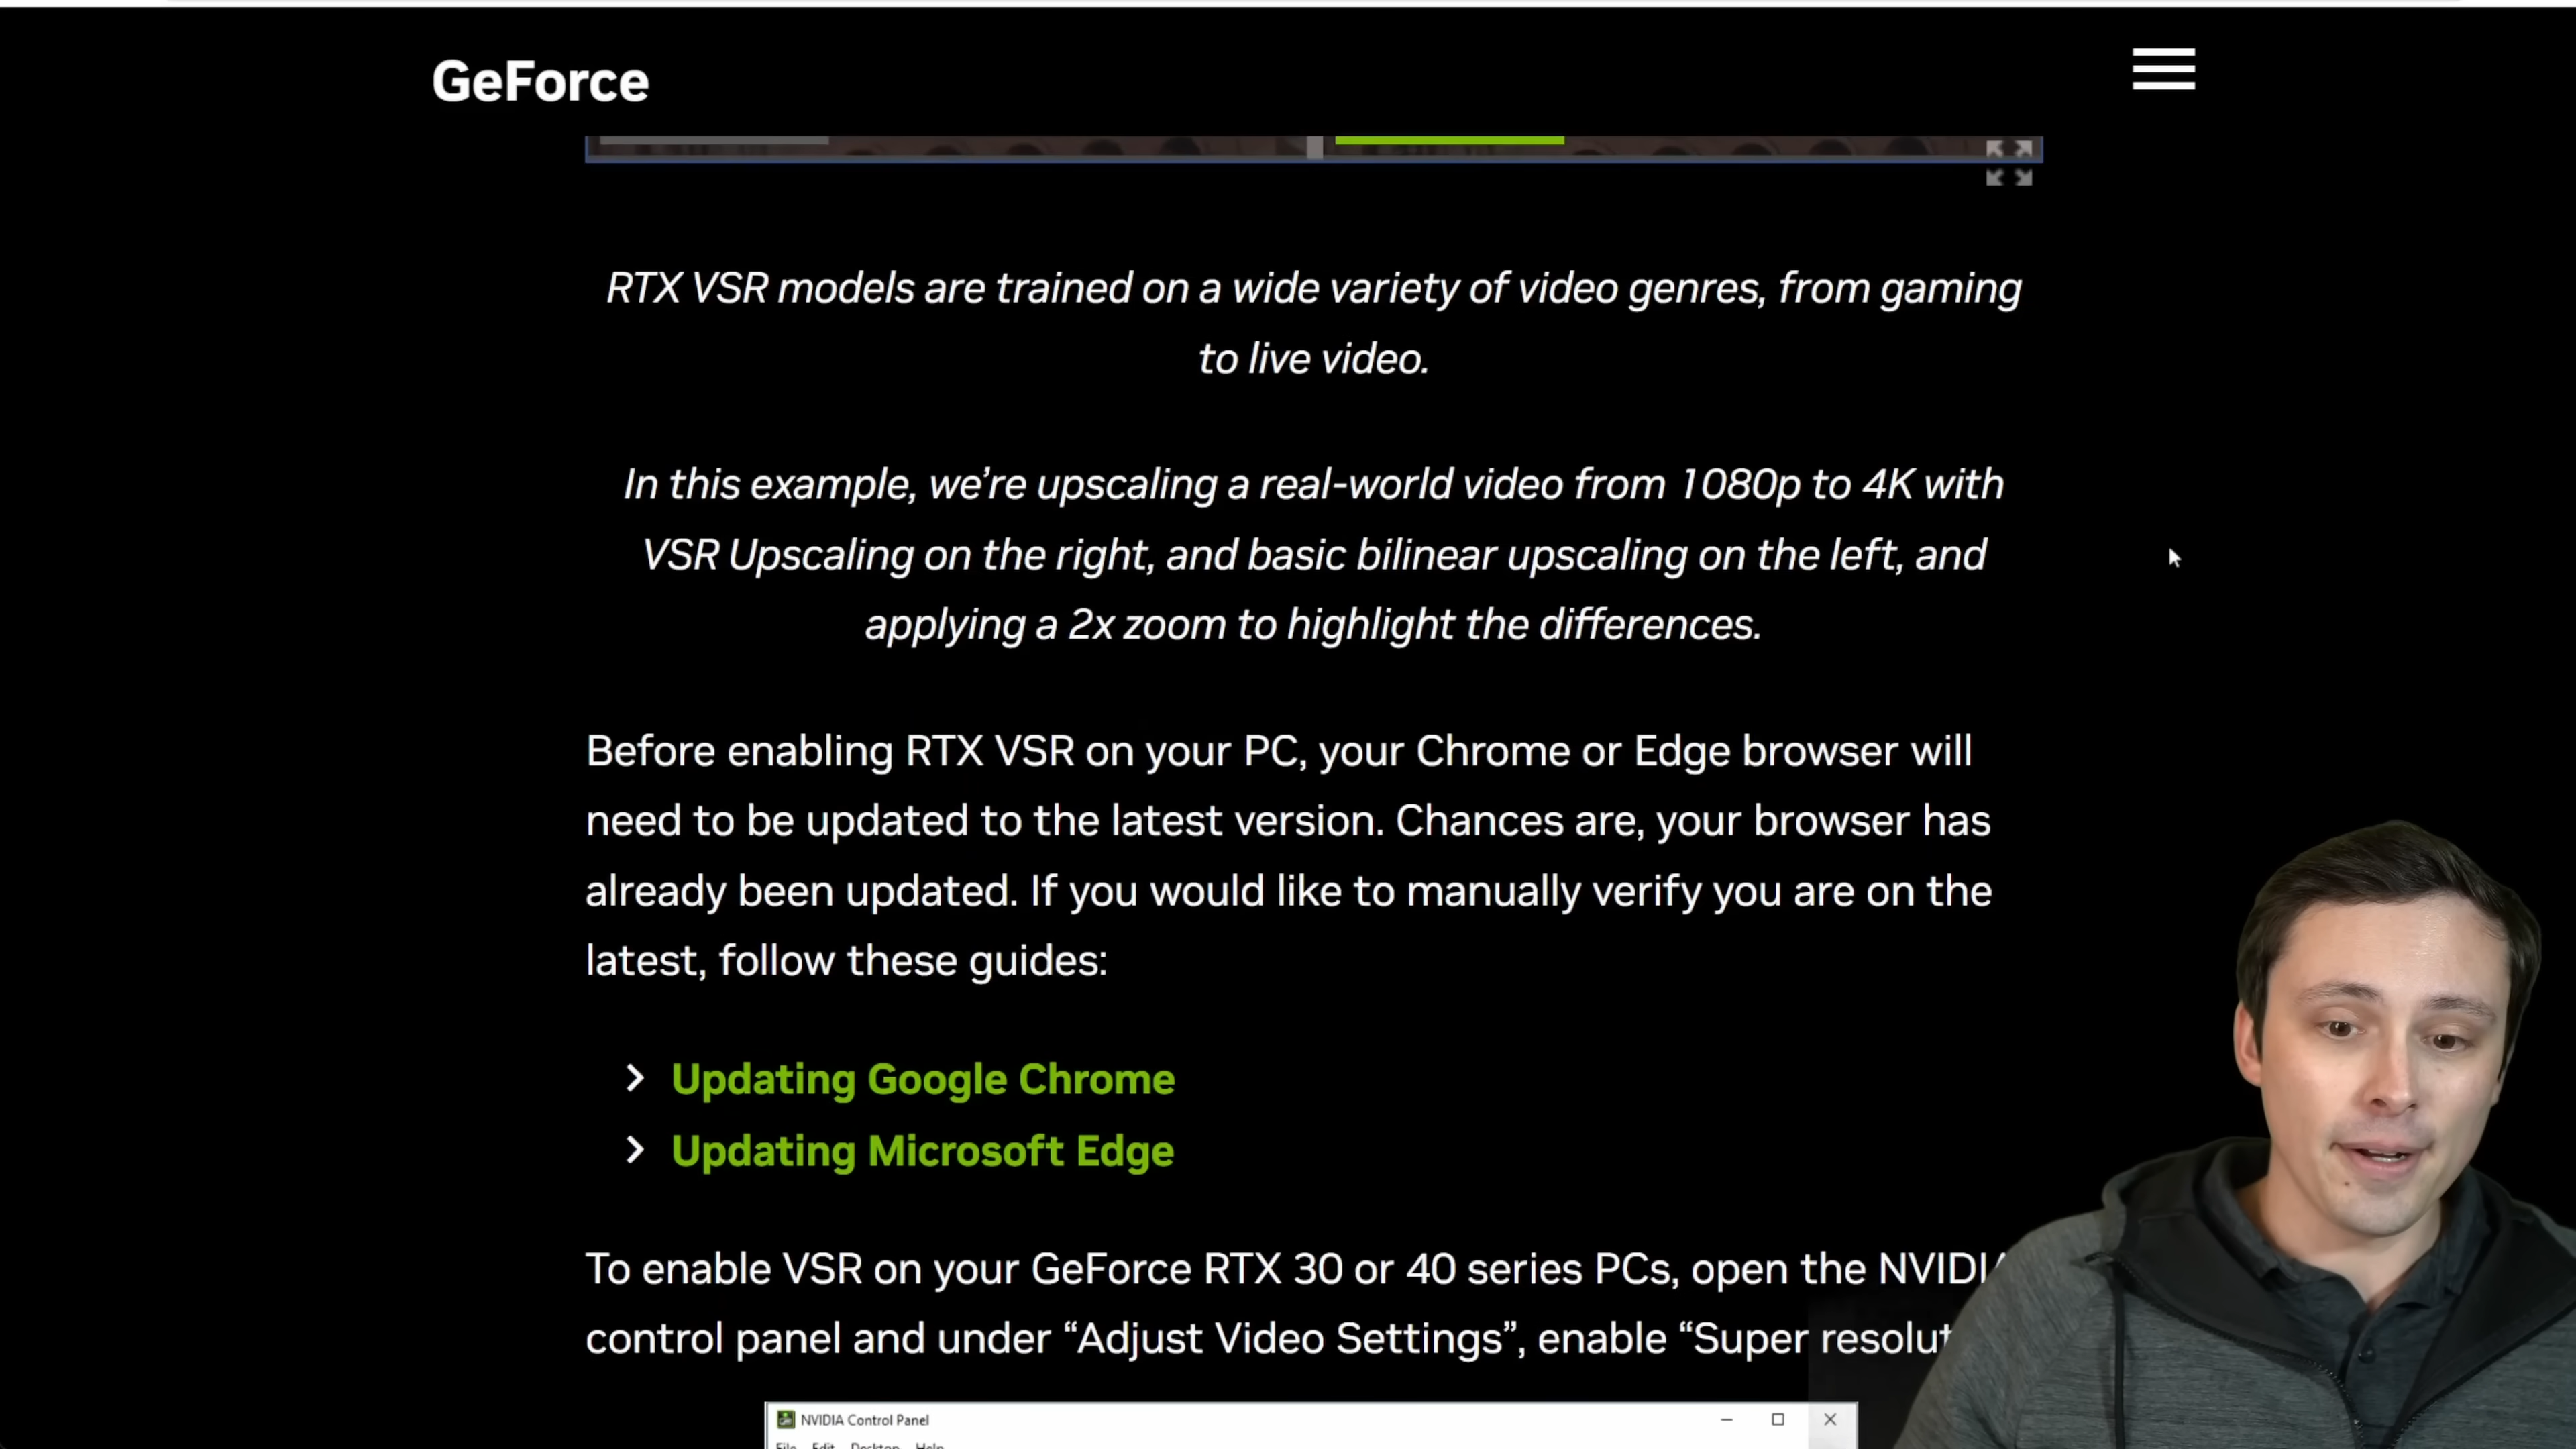 GeForce
RTX VSR models are trained on a wide variety of video genres, from gaming
to live video.
In this example, we’re upscaling a real-world video from 1080p to 4K with
VSR Upscaling on the right, and basic bilinear upscaling on the left, and
applying a 2x zoom to highlight the differences.
Before enabling RTX VSR on your PC, your Chrome or Edge browser will
need to be updated to the latest version. Chances are, your browser has
already been updated. If you would like to manually verify you are on the
latest, follow these guides:
Updating Google Chrome
Updating Microsoft Edge
To enable VSR on your GeForce RTX 30 or 40 series PCs, open the NVIDIA
control panel and under “Adjust Video Settings”, enable “Super resolut
NVIDIA Control Panel
File Edit Desktop Help